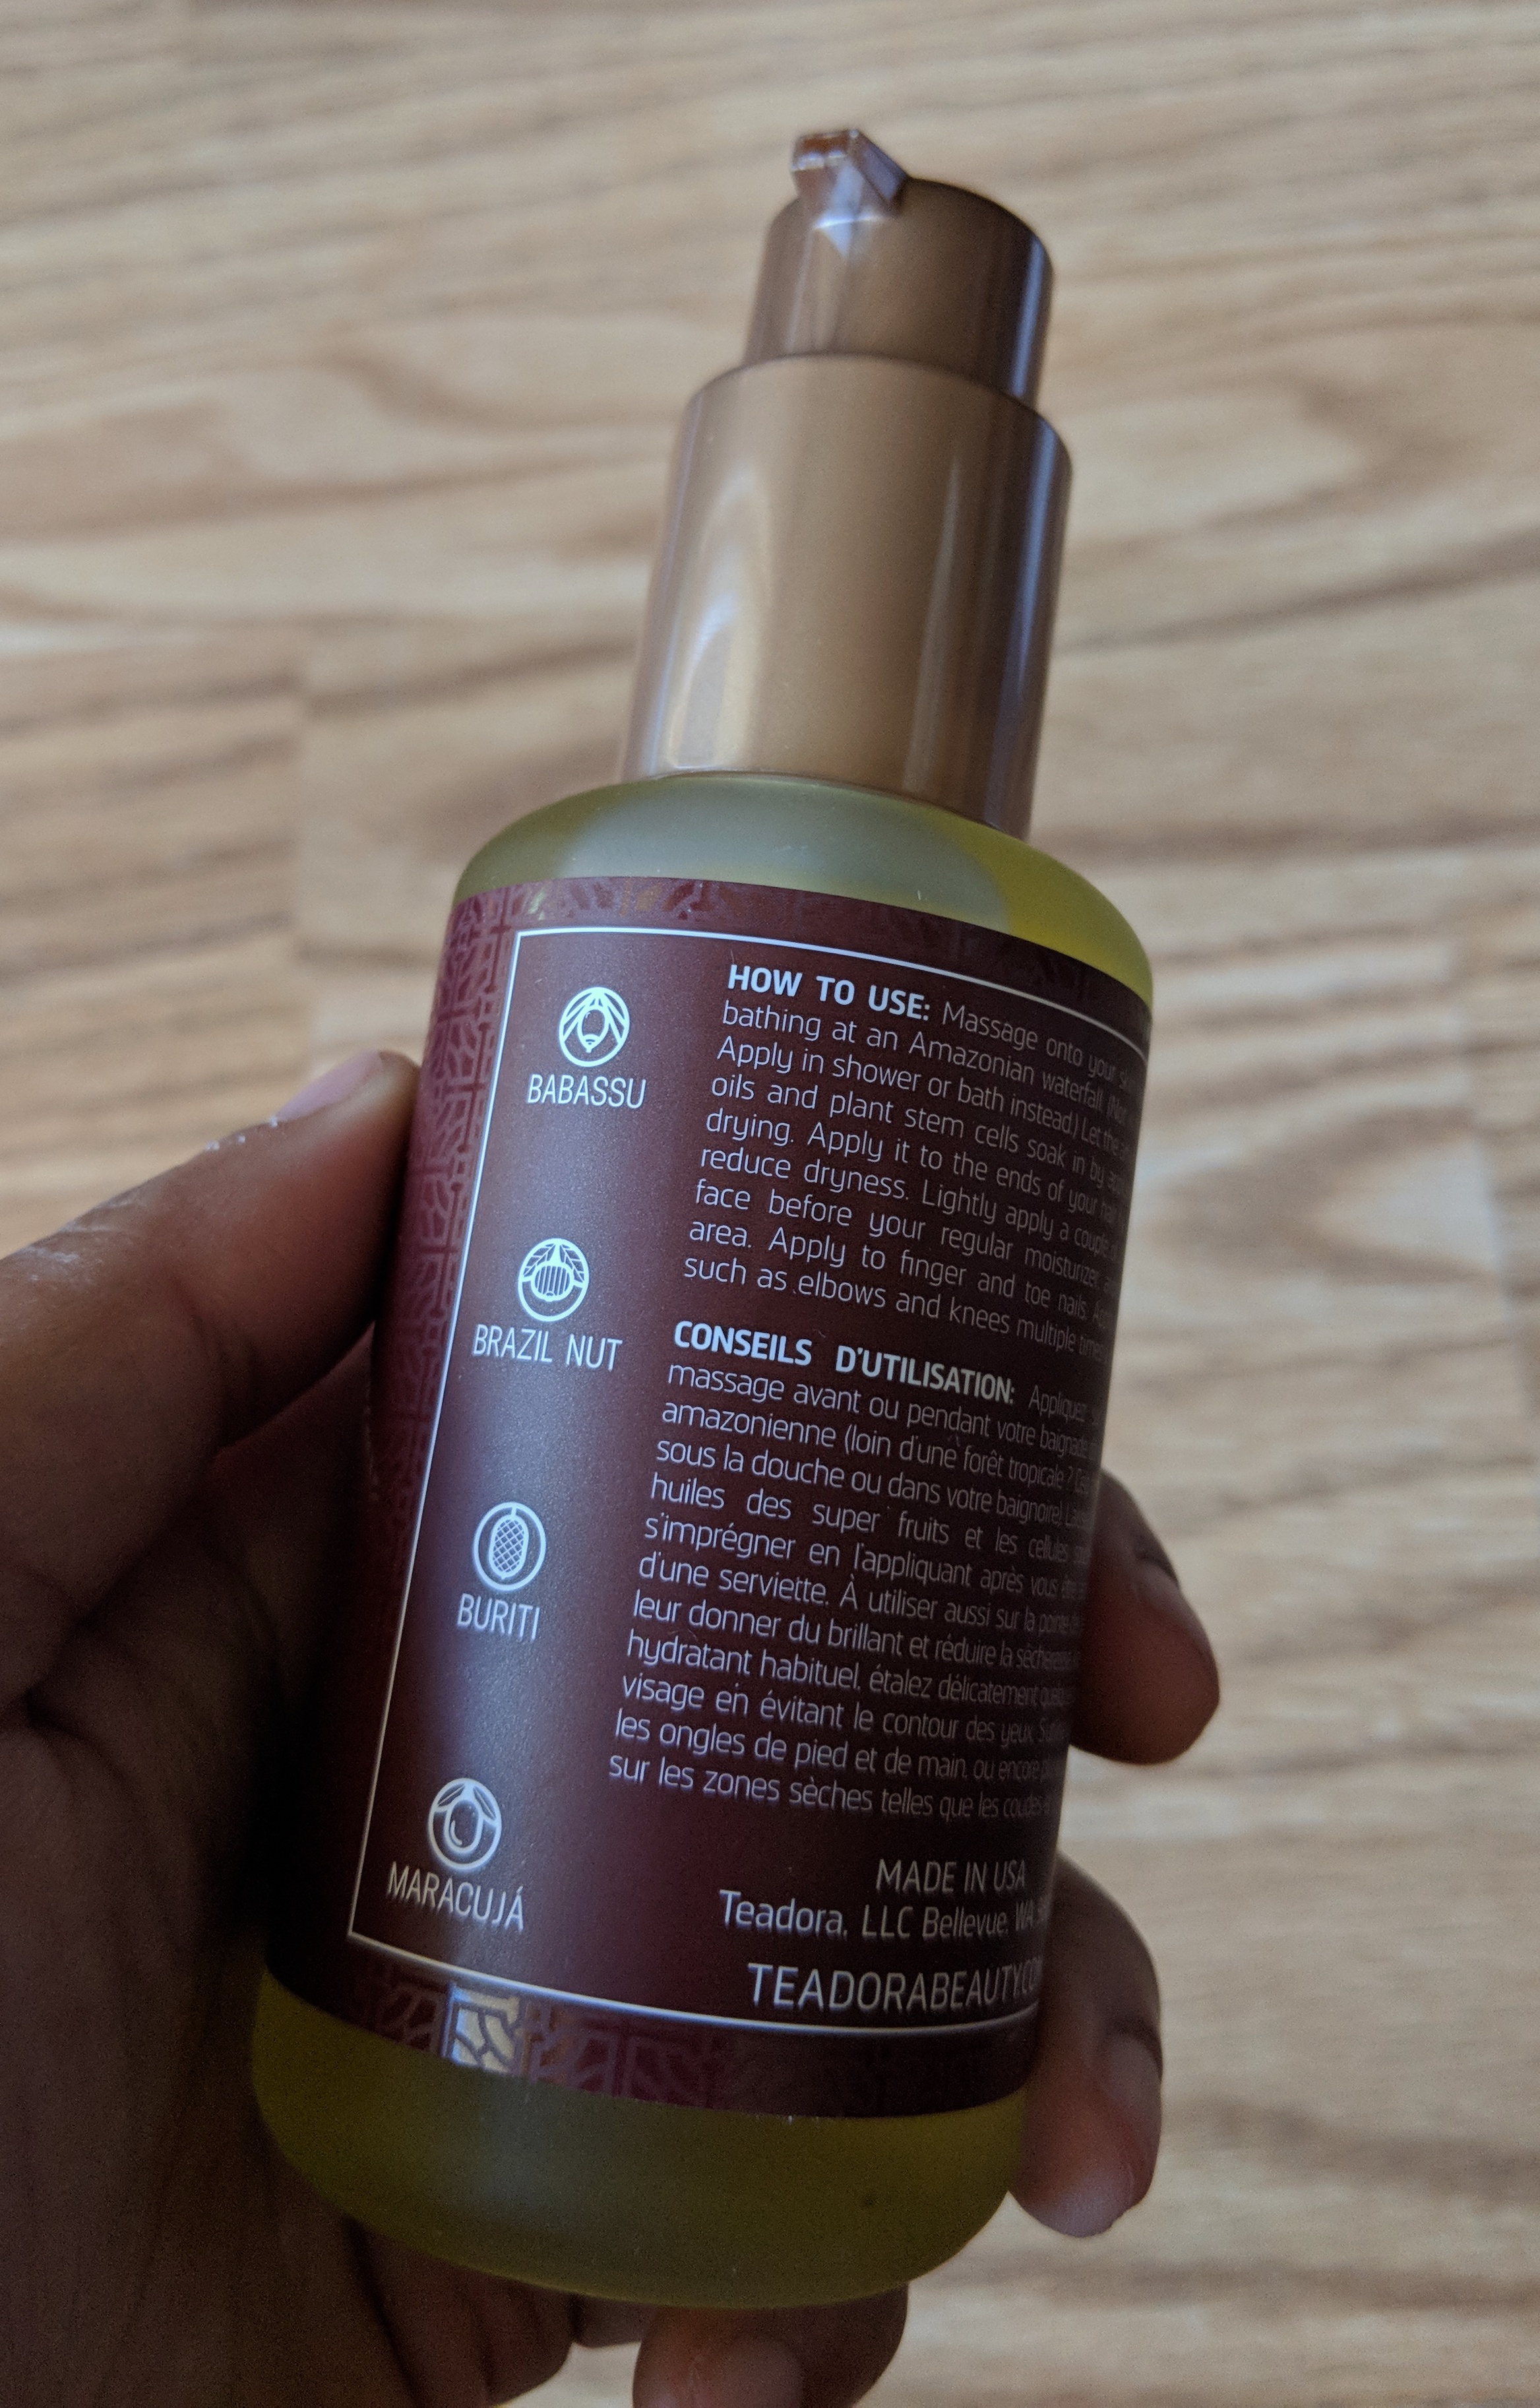 BABASSU
BRAZIL NUT
BURITI
MARACUJÁ
HOW TO USE: Massage onto your
bathing at an Amazonian waterfall.
Apply in shower or bath instead.) Let the
oils and plant stem cells soak in by
drying. Apply it to the ends of your hair
reduce dryness. Lightly apply a couple
face before your regular moisturizer,
area. Apply to finger and toe nails.
such as elbows and knees multiple times
CONSEILS D'UTILISATION: Appliquez
massage avant ou pendant votre baignade
amazonienne (loin d'une forêt tropicale ?
sous la douche ou dans votre baignoire)
huiles des super fruits et les cellules
s'imprégner en l'appliquant après vous être
d'une serviette. À utiliser aussi sur la pointe
leur donner du brillant et réduire la sécheresse
hydratant habituel, étalez délicatement
visage en évitant le contour des yeux.
les ongles de pied et de main, ou encore
sur les zones sèches telles que les coudes
MADE IN USA
Teadora, LLC Bellevue, WA
TEADORABEAUTY.CO